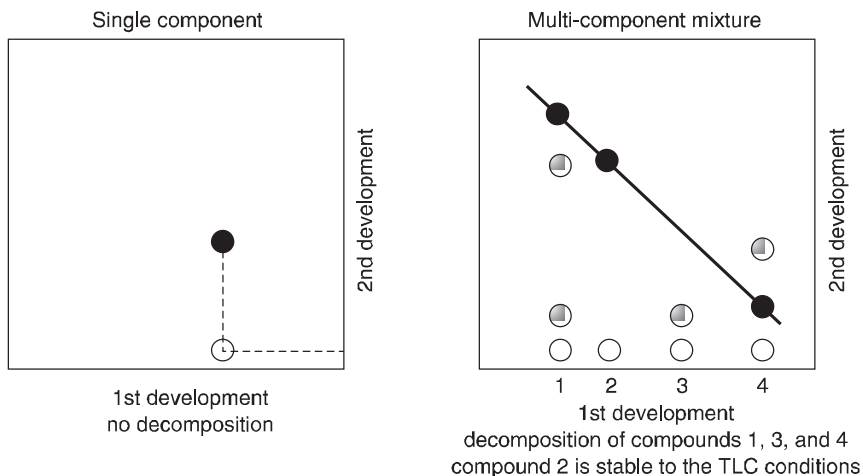 Single component
2nd development
1st development
no decomposition
Multi-component mixture
2nd development
1 2 3 4
1st development
decomposition of compounds 1, 3, and 4
compound 2 is stable to the TLC conditions